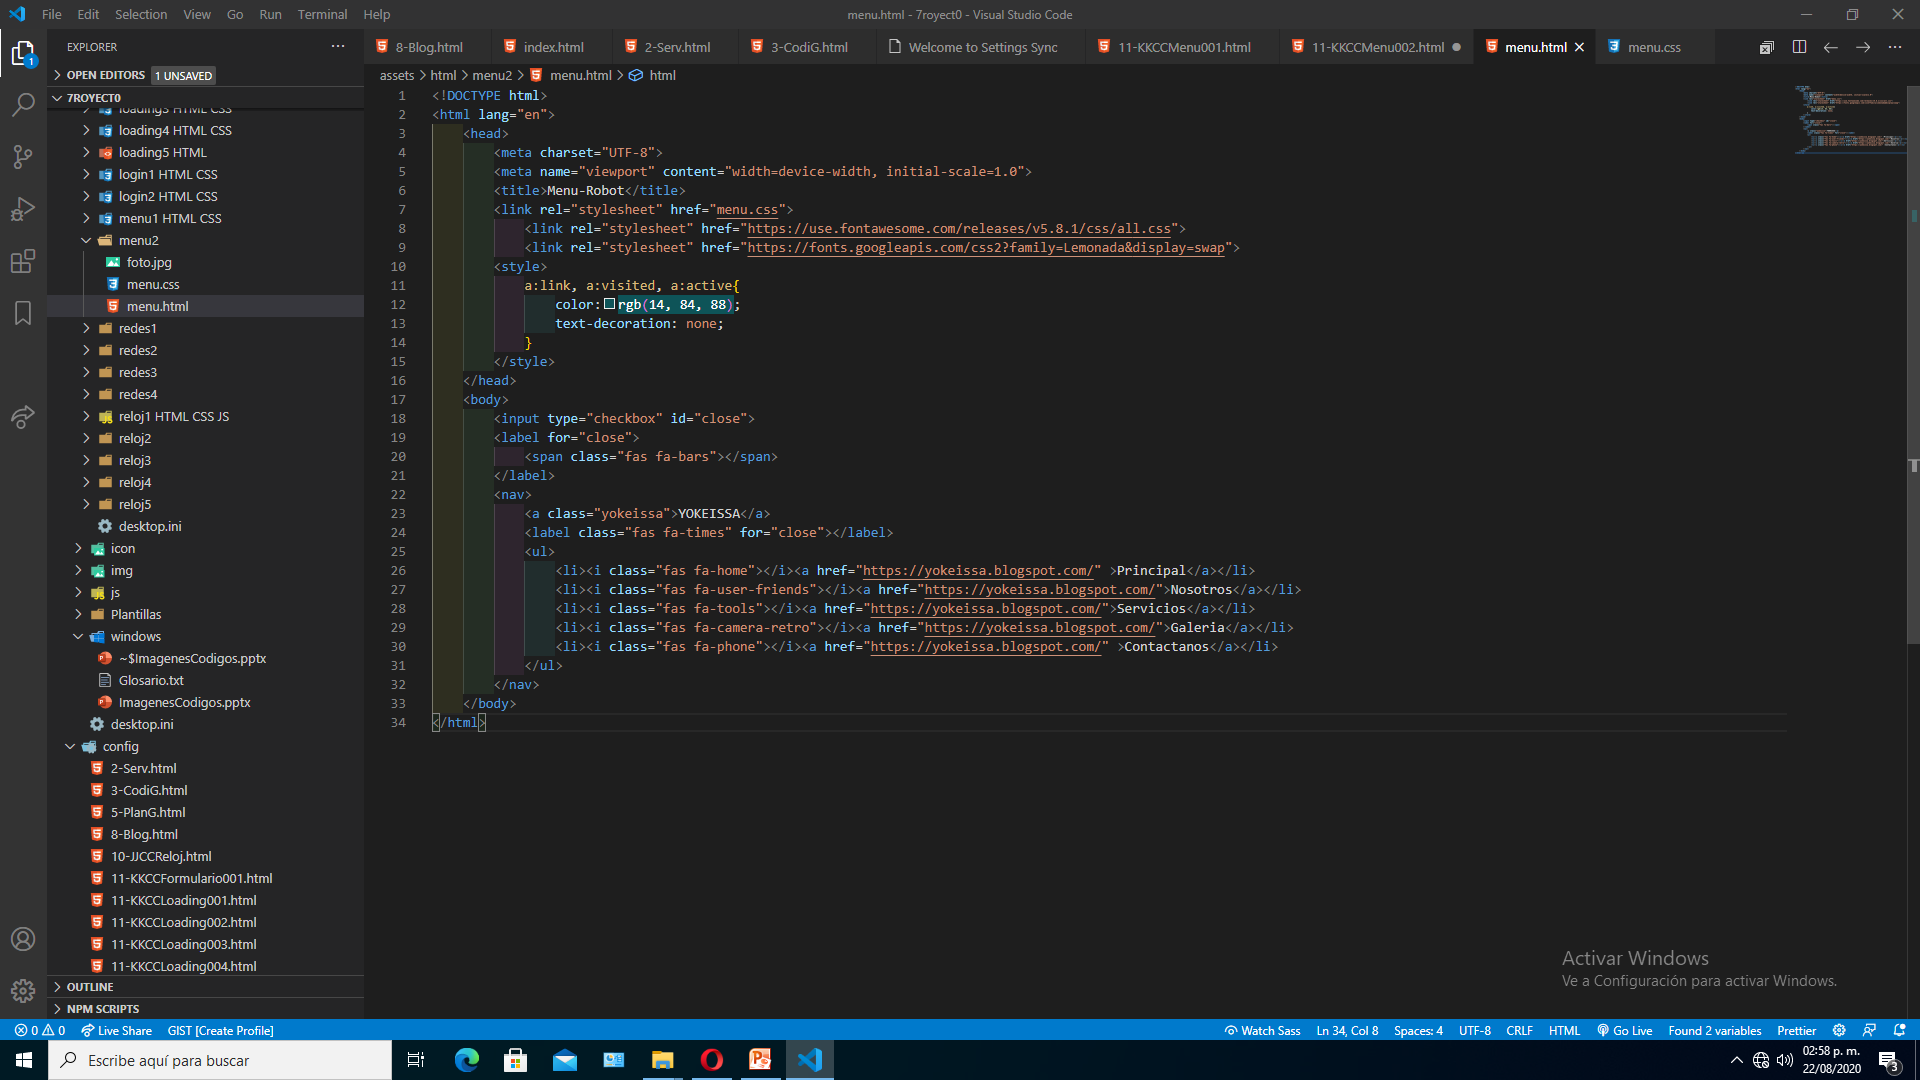 File Edit Selection View Go Run Terminal Help
menu.html - 7royect0 - Visual Studio Code
EXPLORER
8-Blog.html index.html 2-Serv.html 3-CodiG.html Welcome to Settings Sync 11-KKCCMenu001.html 11-KKCCMenu002.html menu.html menu.css
OPEN EDITORS 1 UNSAVED
7ROYECT0
loading3 HTML CSS
loading4 HTML CSS
loading5 HTML
login1 HTML CSS
login2 HTML CSS
menu1 HTML CSS
menu2
foto.jpg
menu.css
menu.html
redes1
redes2
redes3
redes4
reloj1 HTML CSS JS
reloj2
reloj3
reloj4
reloj5
desktop.ini
icon
img
js
Plantillas
windows
~$ImagenesCodigos.pptx
Glosario.txt
ImagenesCodigos.pptx
desktop.ini
config
2-Serv.html
3-CodiG.html
5-PlanG.html
8-Blog.html
10-JJCCReloj.html
11-KKCCFormulario001.html
11-KKCCLoading001.html
11-KKCCLoading002.html
11-KKCCLoading003.html
11-KKCCLoading004.html
OUTLINE
NPM SCRIPTS
assets > html > menu2 > menu.html > html
1 <!DOCTYPE html>
2 <html lang="en">
3 <head>
4 <meta charset="UTF-8">
5 <meta name="viewport" content="width=device-width, initial-scale=1.0">
6 <title>Menu-Robot</title>
7 <link rel="stylesheet" href="menu.css">
8 <link rel="stylesheet" href="https://use.fontawesome.com/releases/v5.8.1/css/all.css">
9 <link rel="stylesheet" href="https://fonts.googleapis.com/css2?family=Lemonada&display=swap">
10 <style>
11 a:link, a:visited, a:active{
12 color: rgb(14, 84, 88);
13 text-decoration: none;
14 }
15 </style>
16 </head>
17 <body>
18 <input type="checkbox" id="close">
19 <label for="close">
20 <span class="fas fa-bars"></span>
21 </label>
22 <nav>
23 <a class="yokeissa">YOKEISSA</a>
24 <label class="fas fa-times" for="close"></label>
25 <ul>
26 <li><i class="fas fa-home"></i><a href="https://yokeissa.blogspot.com/" >Principal</a></li>
27 <li><i class="fas fa-user-friends"></i><a href="https://yokeissa.blogspot.com/">Nosotros</a></li>
28 <li><i class="fas fa-tools"></i><a href="https://yokeissa.blogspot.com/">Servicios</a></li>
29 <li><i class="fas fa-camera-retro"></i><a href="https://yokeissa.blogspot.com/">Galeria</a></li>
30 <li><i class="fas fa-phone"></i><a href="https://yokeissa.blogspot.com/" >Contactanos</a></li>
31 </ul>
32 </nav>
33 </body>
34 </html>
Activar Windows
Ve a Configuración para activar Windows.
0 0 Live Share GIST [Create Profile]
Watch Sass Ln 34, Col 8 Spaces: 4 UTF-8 CRLF HTML Go Live Found 2 variables Prettier
Escribe aquí para buscar
02:58 p. m.
22/08/2020
3
1